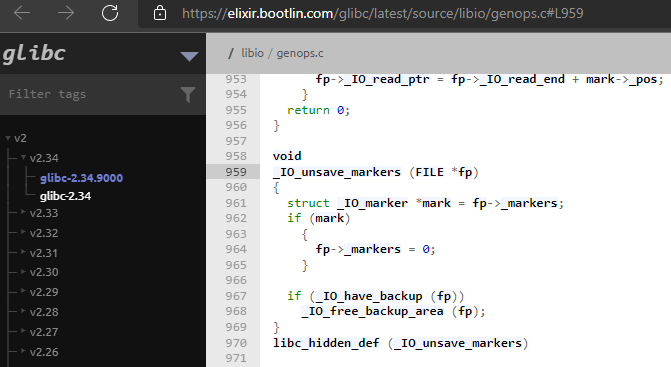 https://elixir.bootlin.com/glibc/latest/source/libio/genops.c#L959
glibc
/ libio / genops.c
Filter tags
v2
v2.34
glibc-2.34.9000
glibc-2.34
v2.33
v2.32
v2.31
v2.30
v2.29
v2.28
v2.27
v2.26
953 fp->_IO_read_ptr = fp->_IO_read_end + mark->_pos;
954 }
955 return 0;
956 }
957
958 void
959 _IO_unsave_markers (FILE *fp)
960 {
961 struct _IO_marker *mark = fp->_markers;
962 if (mark)
963 {
964 fp->_markers = 0;
965 }
966
967 if (_IO_have_backup (fp))
968 _IO_free_backup_area (fp);
969 }
970 libc_hidden_def (_IO_unsave_markers)
971